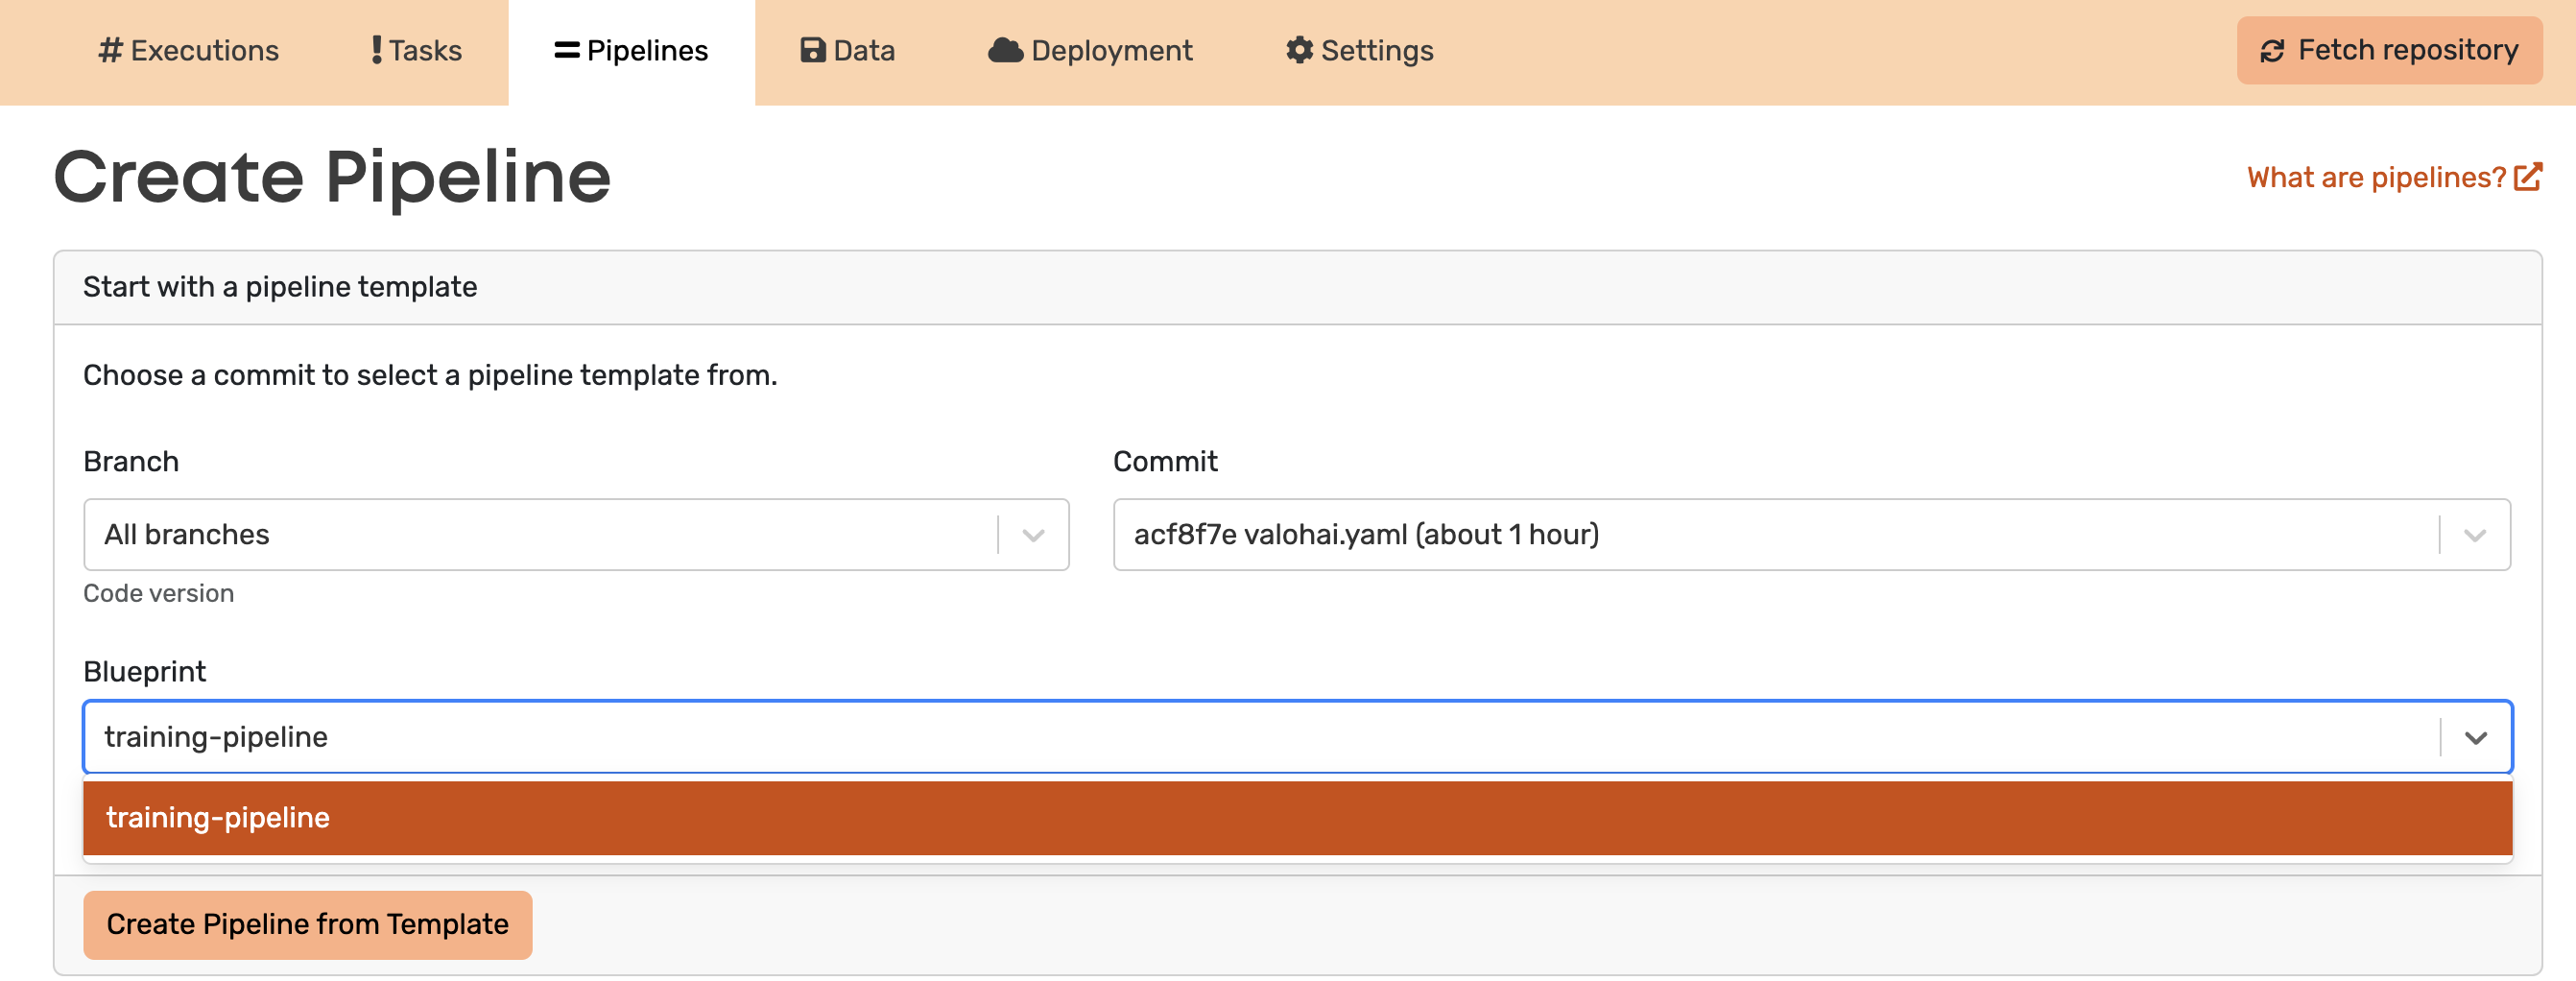 Executions Tasks Pipelines Data Deployment Settings Fetch repository
Create Pipeline What are pipelines?
Start with a pipeline template
Choose a commit to select a pipeline template from.
Branch Commit
All branches acf8f7e valohai.yaml (about 1 hour)
Code version
Blueprint
training-pipeline
training-pipeline
Create Pipeline from Template